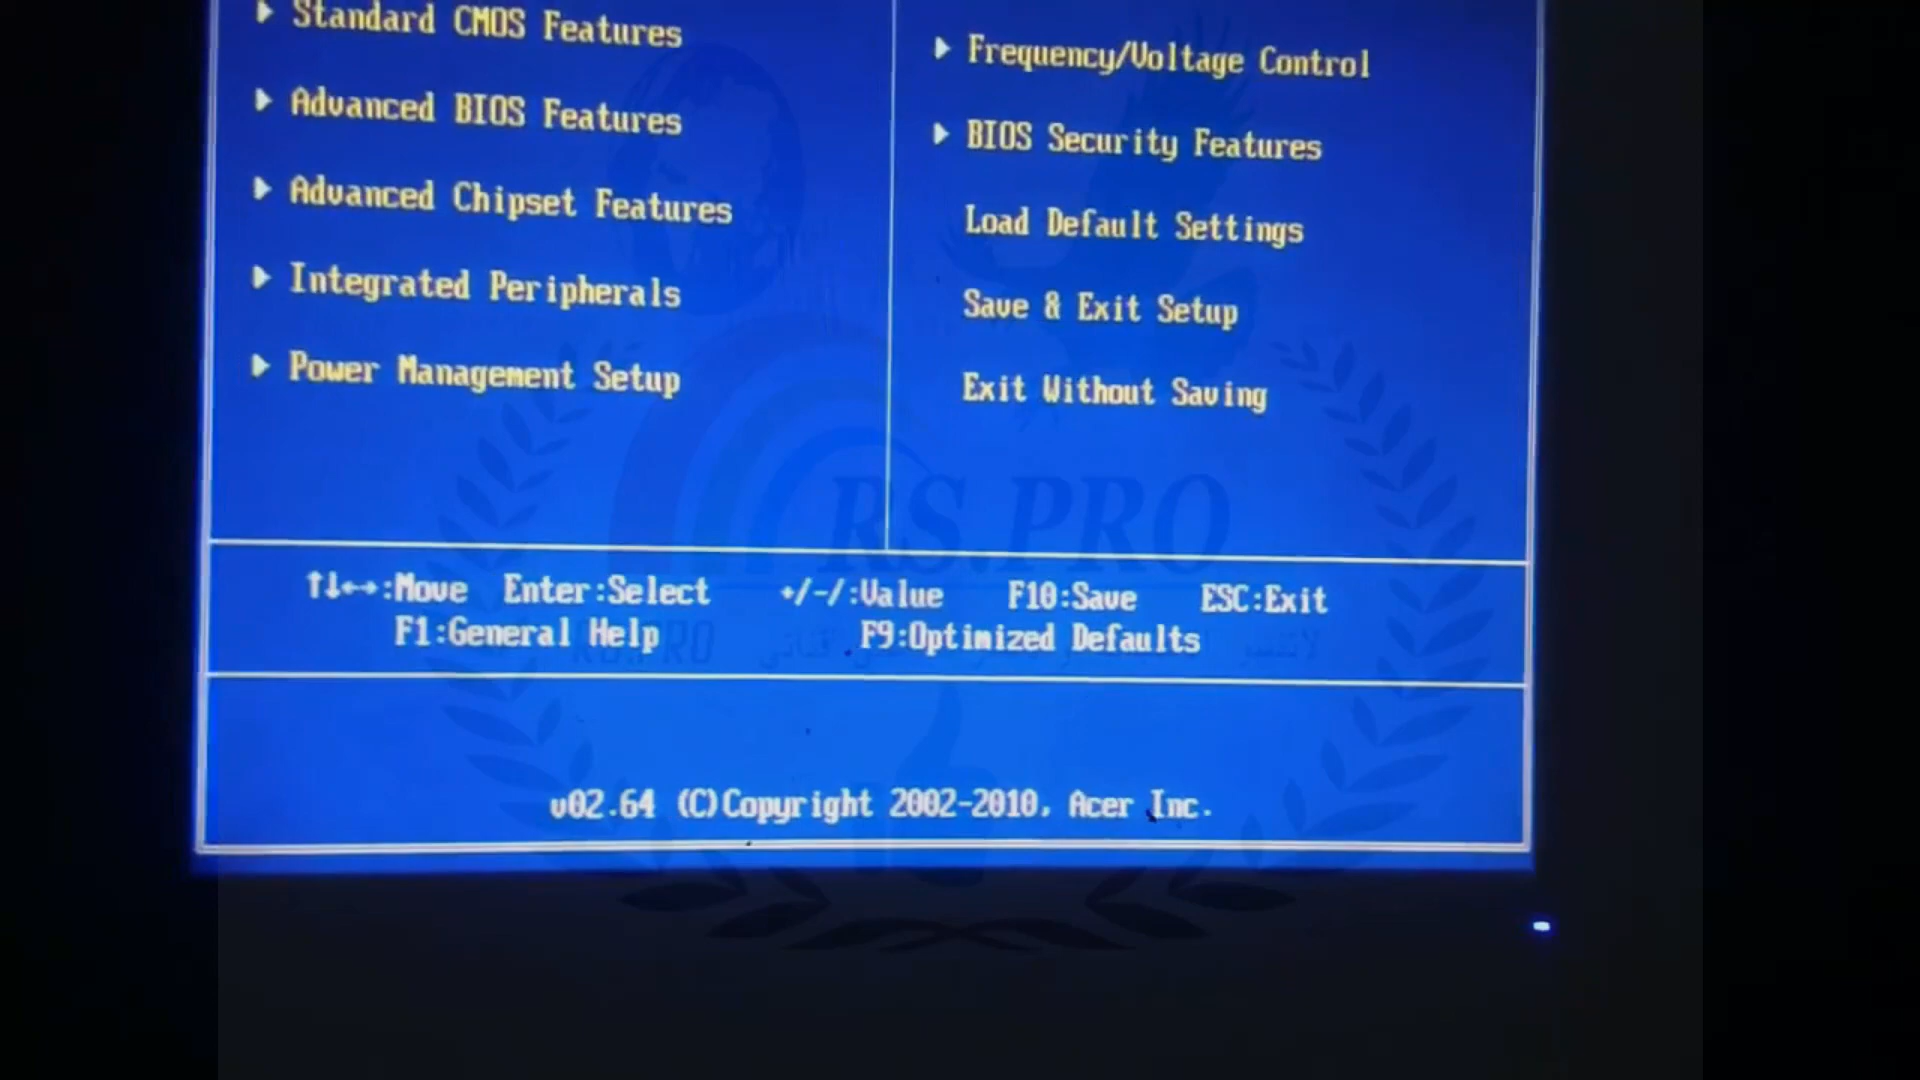 Standard CMOS Features
Advanced BIOS Features
Advanced Chipset Features
Integrated Peripherals
Power Management Setup
Frequency/Voltage Control
BIOS Security Features
Load Default Settings
Save & Exit Setup
Exit Without Saving
RS.PRO
↑↓←→:Move Enter:Select +/-/:Value F10:Save ESC:Exit
F1:General Help F9:Optimized Defaults
RS.PRO
v02.64 (C)Copyright 2002-2010, Acer Inc.